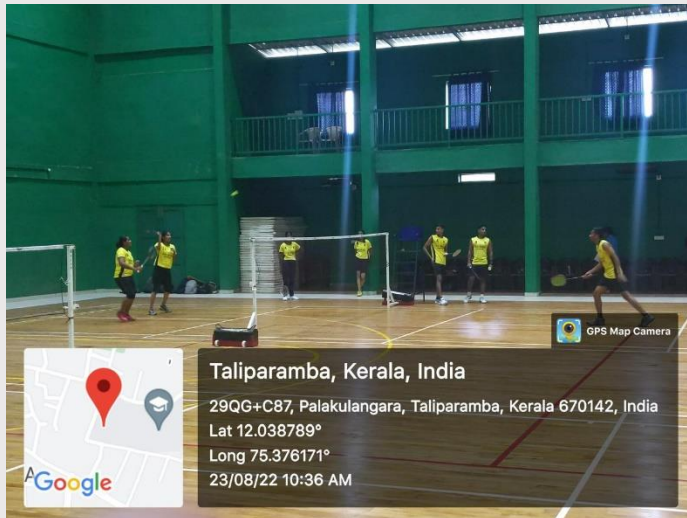 GPS Map Camera
Taliparamba, Kerala, India
29QG+C87, Palakulangara, Taliparamba, Kerala 670142, India
Lat 12.038789°
Long 75.376171°
23/08/22 10:36 AM
Google